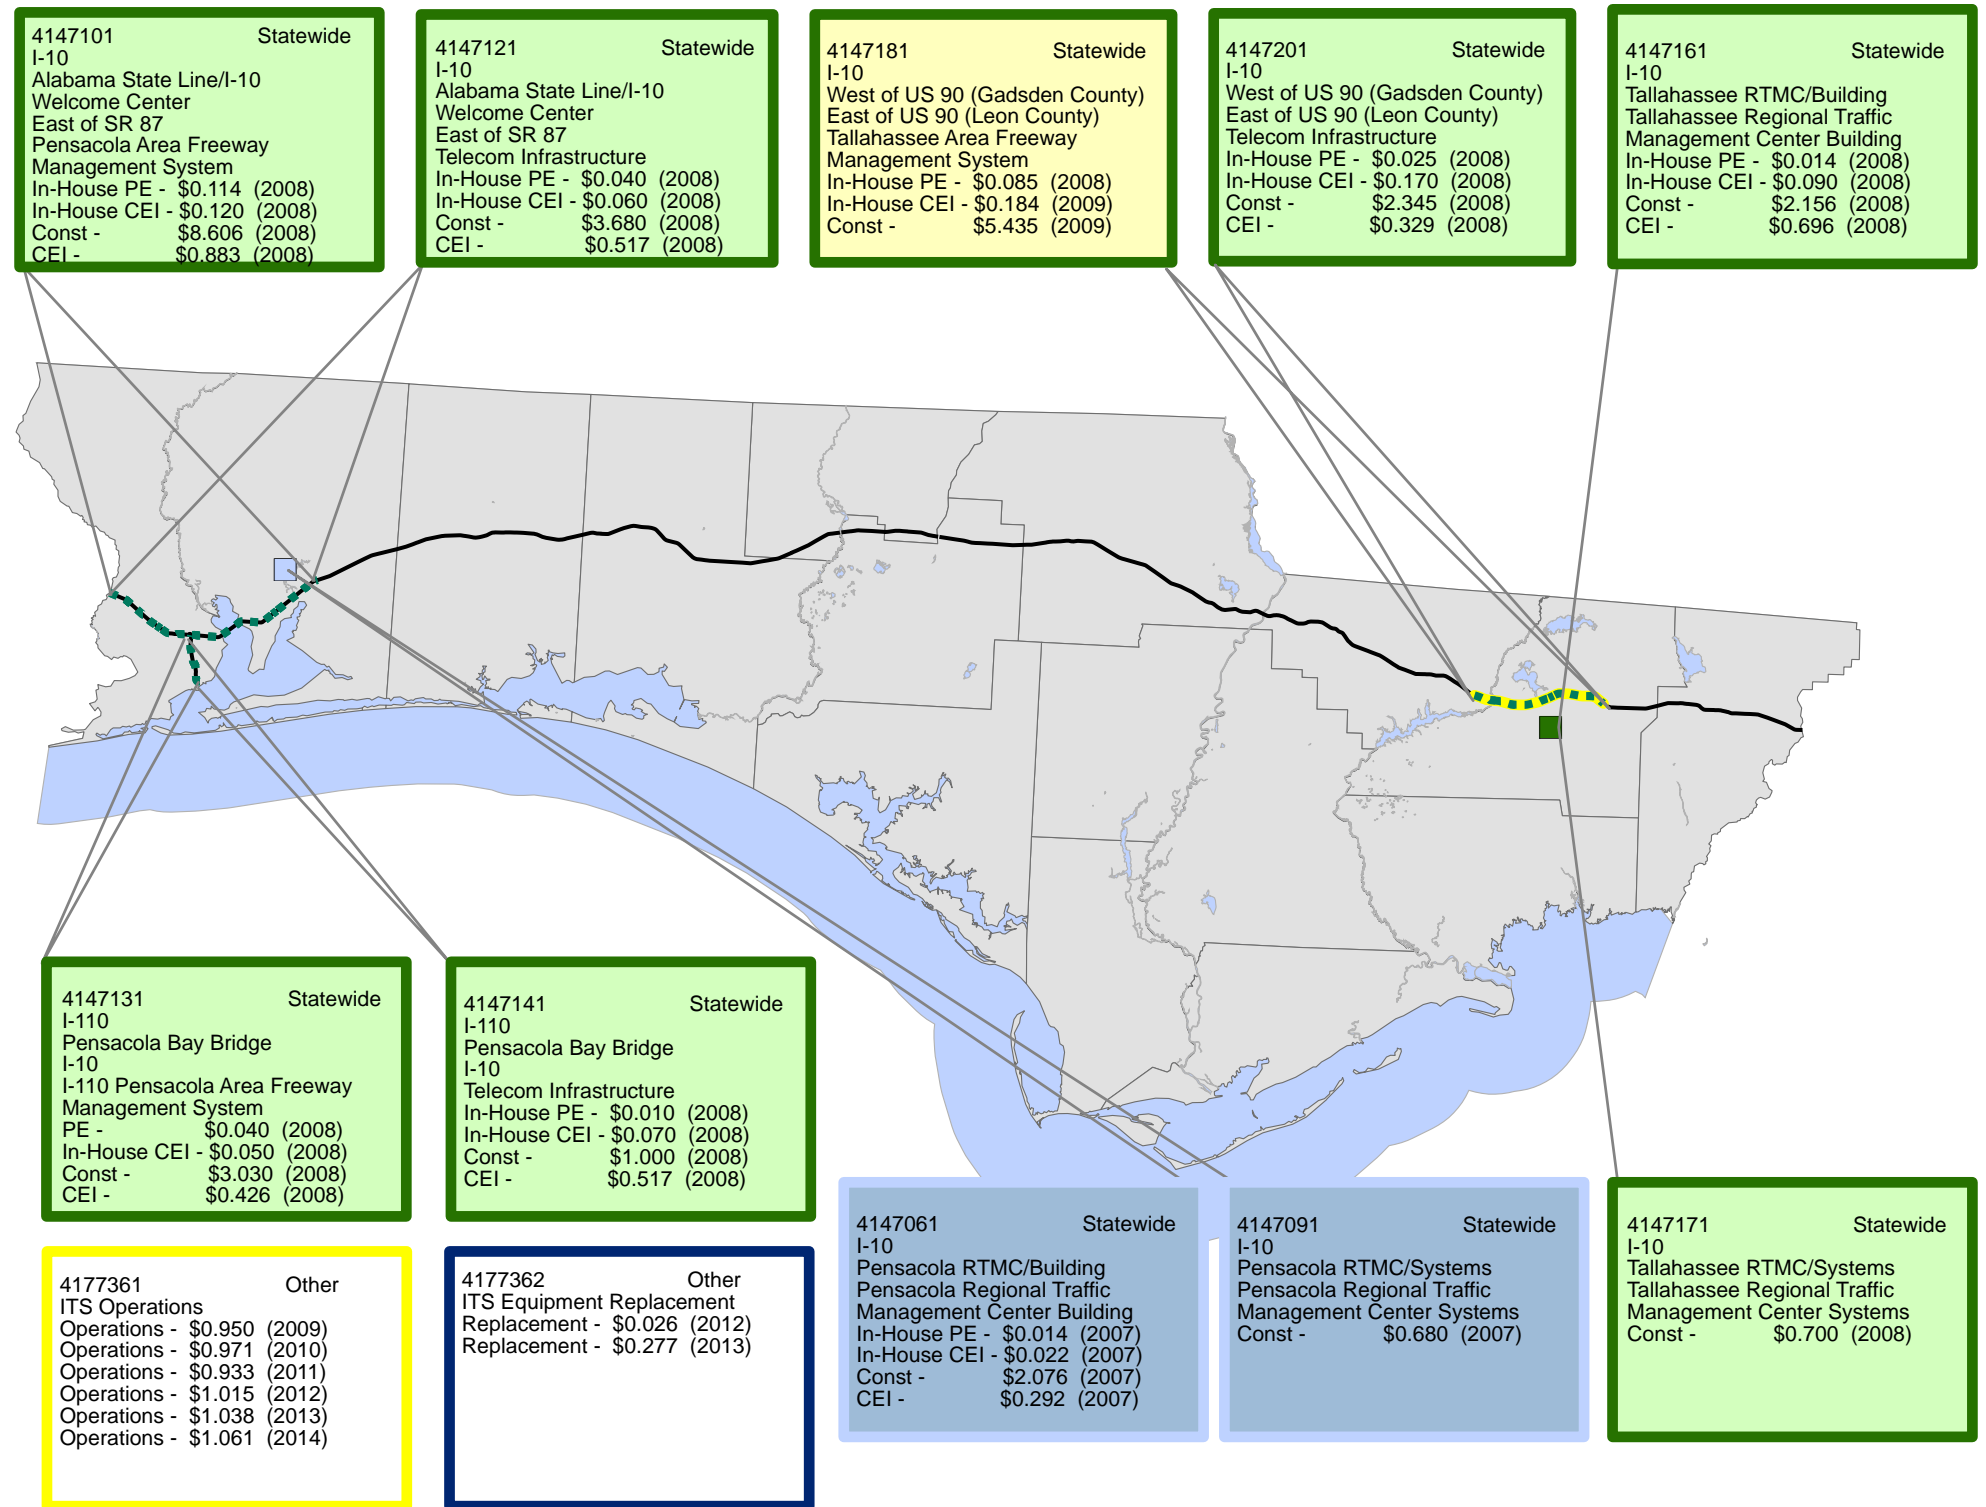 4147101 Statewide
I-10
Alabama State Line/I-10
Welcome Center
East of SR 87
Pensacola Area Freeway
Management System
In-House PE - $0.114 (2008)
In-House CEI - $0.120 (2008)
Const - $8.606 (2008)
CEI - $0.883 (2008)
4147121 Statewide
I-10
Alabama State Line/I-10
Welcome Center
East of SR 87
Telecom Infrastructure
In-House PE - $0.040 (2008)
In-House CEI - $0.060 (2008)
Const - $3.680 (2008)
CEI - $0.517 (2008)
4147181 Statewide
I-10
West of US 90 (Gadsden County)
East of US 90 (Leon County)
Tallahassee Area Freeway
Management System
In-House PE - $0.085 (2008)
In-House CEI - $0.184 (2009)
Const - $5.435 (2009)
4147201 Statewide
I-10
West of US 90 (Gadsden County)
East of US 90 (Leon County)
Telecom Infrastructure
In-House PE - $0.025 (2008)
In-House CEI - $0.170 (2008)
Const - $2.345 (2008)
CEI - $0.329 (2008)
4147161 Statewide
I-10
Tallahassee RTMC/Building
Tallahassee Regional Traffic
Management Center Building
In-House PE - $0.014 (2008)
In-House CEI - $0.090 (2008)
Const - $2.156 (2008)
CEI - $0.696 (2008)
4147131 Statewide
I-110
Pensacola Bay Bridge
I-10
I-110 Pensacola Area Freeway
Management System
PE - $0.040 (2008)
In-House CEI - $0.050 (2008)
Const - $3.030 (2008)
CEI - $0.426 (2008)
4147141 Statewide
I-110
Pensacola Bay Bridge
I-10
Telecom Infrastructure
In-House PE - $0.010 (2008)
In-House CEI - $0.070 (2008)
Const - $1.000 (2008)
CEI - $0.517 (2008)
4147061 Statewide
I-10
Pensacola RTMC/Building
Pensacola Regional Traffic
Management Center Building
In-House PE - $0.014 (2007)
In-House CEI - $0.022 (2007)
Const - $2.076 (2007)
CEI - $0.292 (2007)
4147091 Statewide
I-10
Pensacola RTMC/Systems
Pensacola Regional Traffic
Management Center Systems
Const - $0.680 (2007)
4147171 Statewide
I-10
Tallahassee RTMC/Systems
Tallahassee Regional Traffic
Management Center Systems
Const - $0.700 (2008)
4177361 Other
ITS Operations
Operations - $0.950 (2009)
Operations - $0.971 (2010)
Operations - $0.933 (2011)
Operations - $1.015 (2012)
Operations - $1.038 (2013)
Operations - $1.061 (2014)
4177362 Other
ITS Equipment Replacement
Replacement - $0.026 (2012)
Replacement - $0.277 (2013)